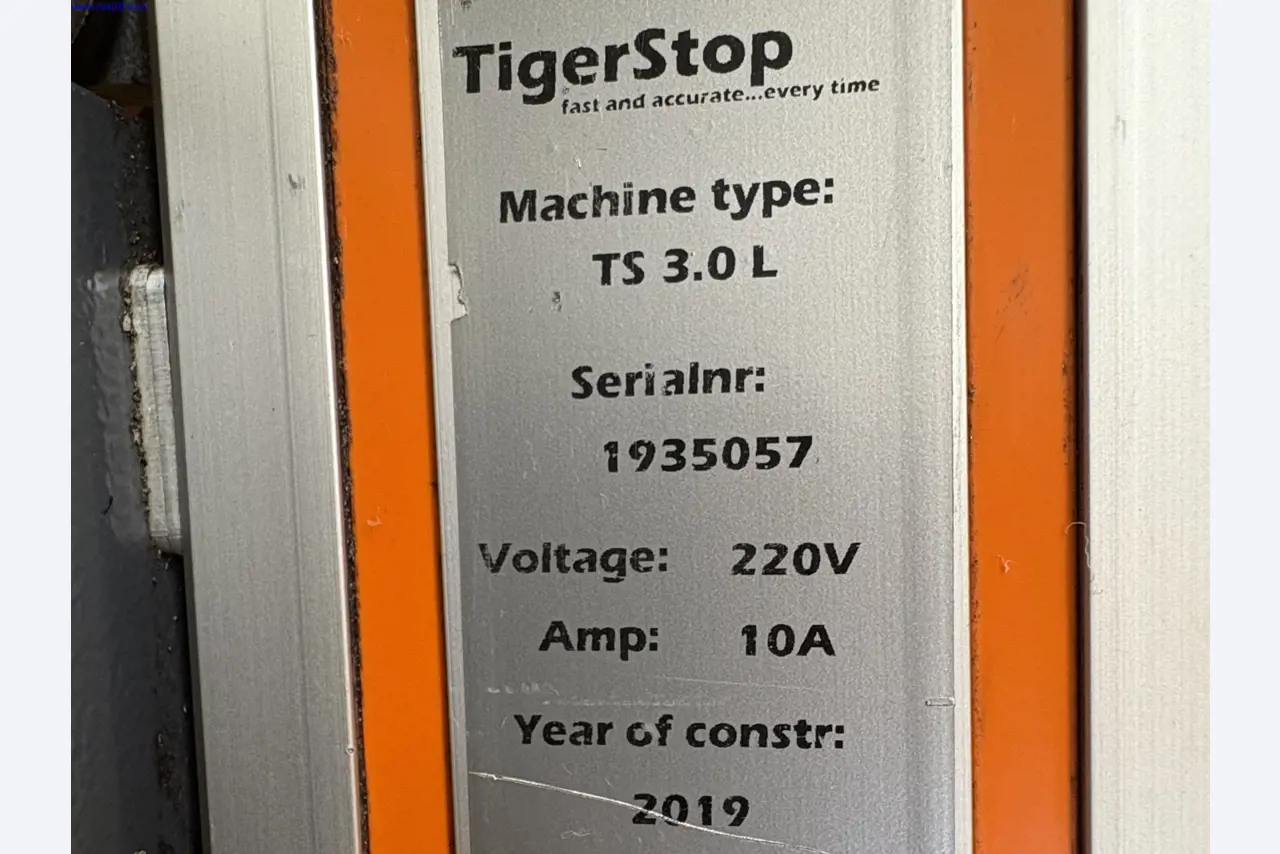 TigerStop
fast and accurate...every time
Machine type:
TS 3.0 L
Serialnr:
1935057
Voltage: 220V
Amp: 10A
Year of constr:
2019